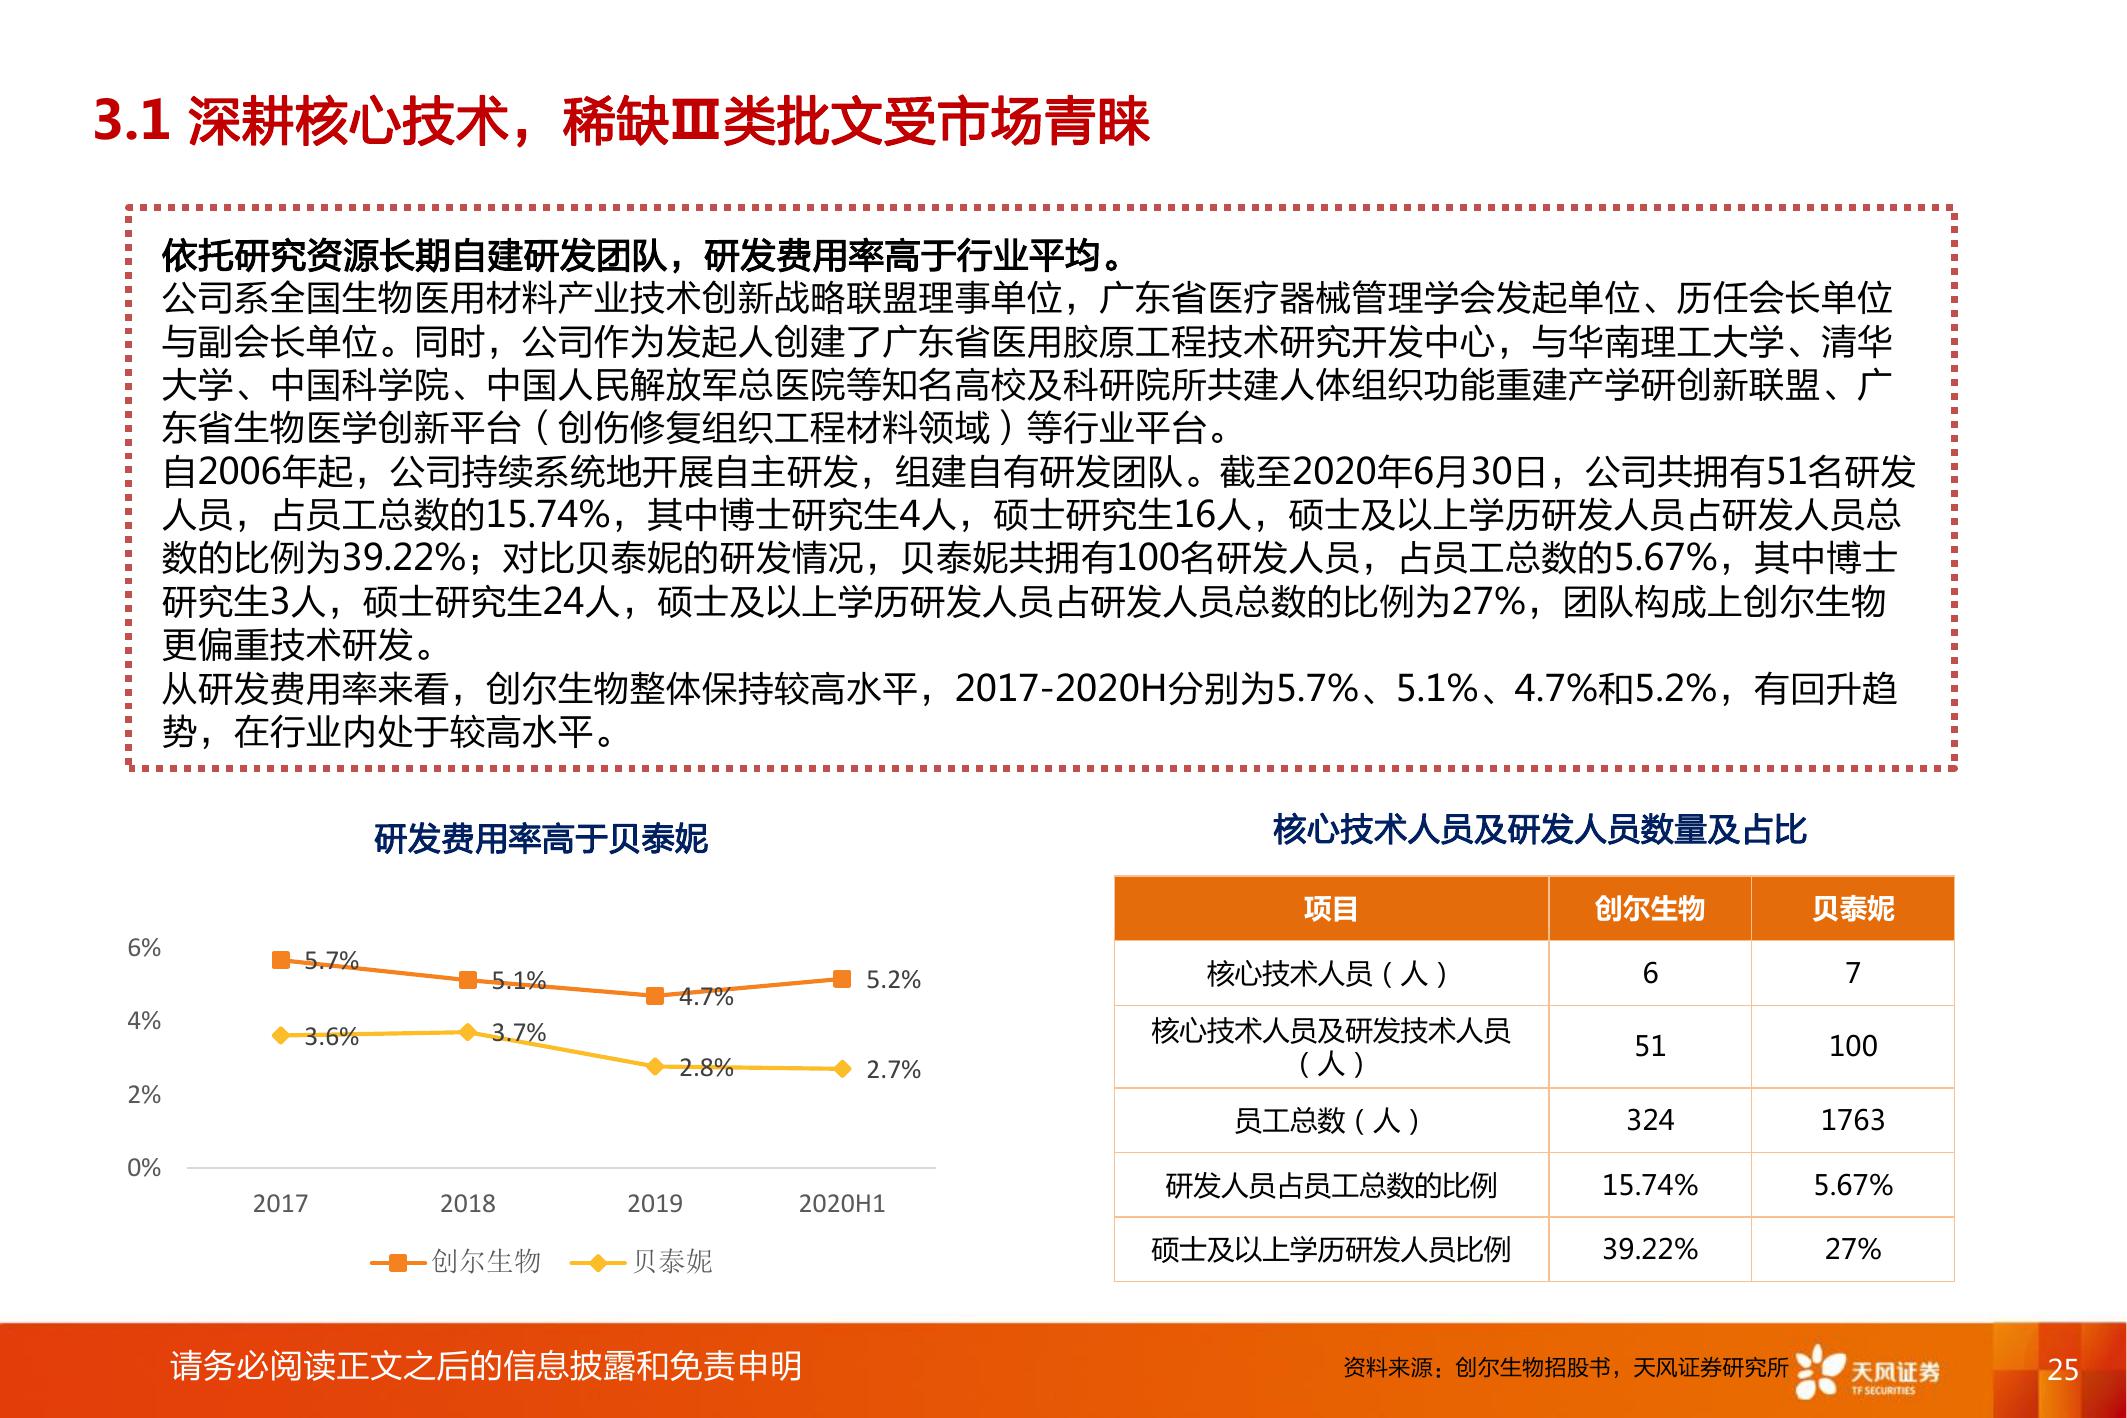 3.1 深耕核心技术，稀缺Ⅲ类批文受市场青睐
依托研究资源长期自建研发团队，研发费用率高于行业平均。
公司系全国生物医用材料产业技术创新战略联盟理事单位，广东省医疗器械管理学会发起单位、历任会长单位
与副会长单位。同时，公司作为发起人创建了广东省医用胶原工程技术研究开发中心，与华南理工大学、清华
大学、中国科学院、中国人民解放军总医院等知名高校及科研院所共建人体组织功能重建产学研创新联盟、广
东省生物医学创新平台（创伤修复组织工程材料领域）等行业平台。
自2006年起，公司持续系统地开展自主研发，组建自有研发团队。截至2020年6月30日，公司共拥有51名研发
人员，占员工总数的15.74%，其中博士研究生4人，硕士研究生16人，硕士及以上学历研发人员占研发人员总
数的比例为39.22%；对比贝泰妮的研发情况，贝泰妮共拥有100名研发人员，占员工总数的5.67%，其中博士
研究生3人，硕士研究生24人，硕士及以上学历研发人员占研发人员总数的比例为27%，团队构成上创尔生物
更偏重技术研发。
从研发费用率来看，创尔生物整体保持较高水平，2017-2020H分别为5.7%、5.1%、4.7%和5.2%，有回升趋
势，在行业内处于较高水平。
研发费用率高于贝泰妮
6%
4%
2%
0%
5.7%
5.1%
4.7%
5.2%
3.6%
3.7%
2.8%
2.7%
2017 2018 2019 2020H1
创尔生物 贝泰妮
核心技术人员及研发人员数量及占比
项目 创尔生物 贝泰妮
核心技术人员（人） 6 7
核心技术人员及研发技术人员
（人） 51 100
员工总数（人） 324 1763
研发人员占员工总数的比例 15.74% 5.67%
硕士及以上学历研发人员比例 39.22% 27%
请务必阅读正文之后的信息披露和免责申明
资料来源：创尔生物招股书，天风证券研究所
天风证券
TF SECURITIES
25